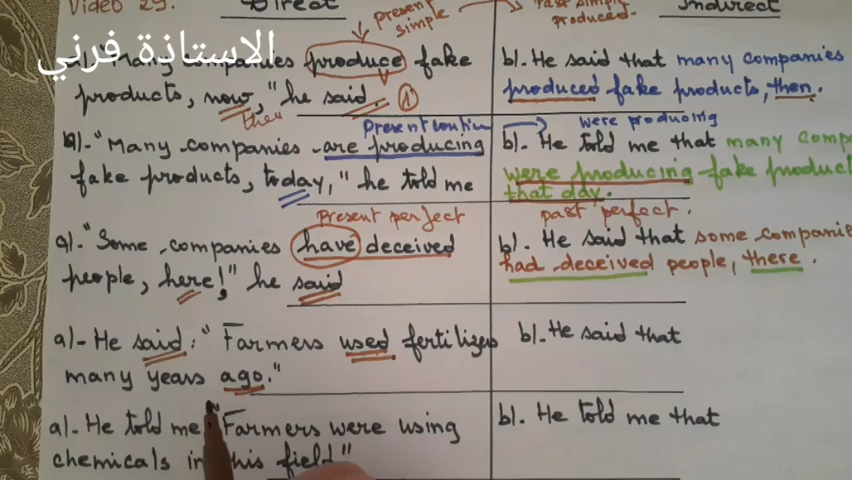 Video 29. Direct
Indirect
present simple
past simple
produced.
الاستاذة فرني
a). "Many companies produce fake
products, now," he said. 1
then
b). He said that many companies
produced fake products, then.
Present continu
were producing
a). "Many companies are producing
fake products, today," he told me
b). He told me that many compa
were producing fake product
that day.
present perfect
past perfect.
a). "Some companies have deceived
people, here!" he said
b). He said that some companie
had deceived people, there.
a). He said: "Farmers used fertilizers
many years ago."
b). He said that
a). He told me "Farmers were using
chemicals in this field"
b). He told me that